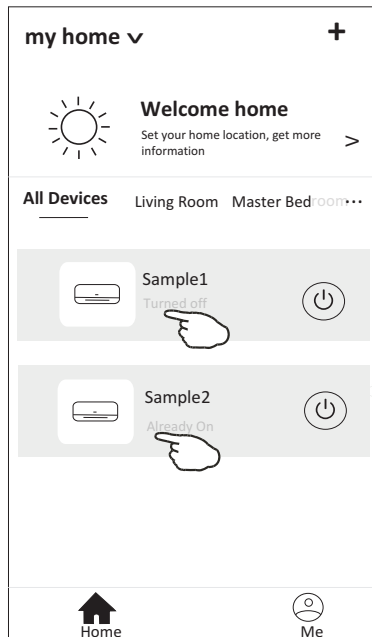 my home
Welcome home
Set your home location, get more
information
All Devices Living Room Master Bedroom ...
Sample1
Turned off
Sample2
Already On
Home Me